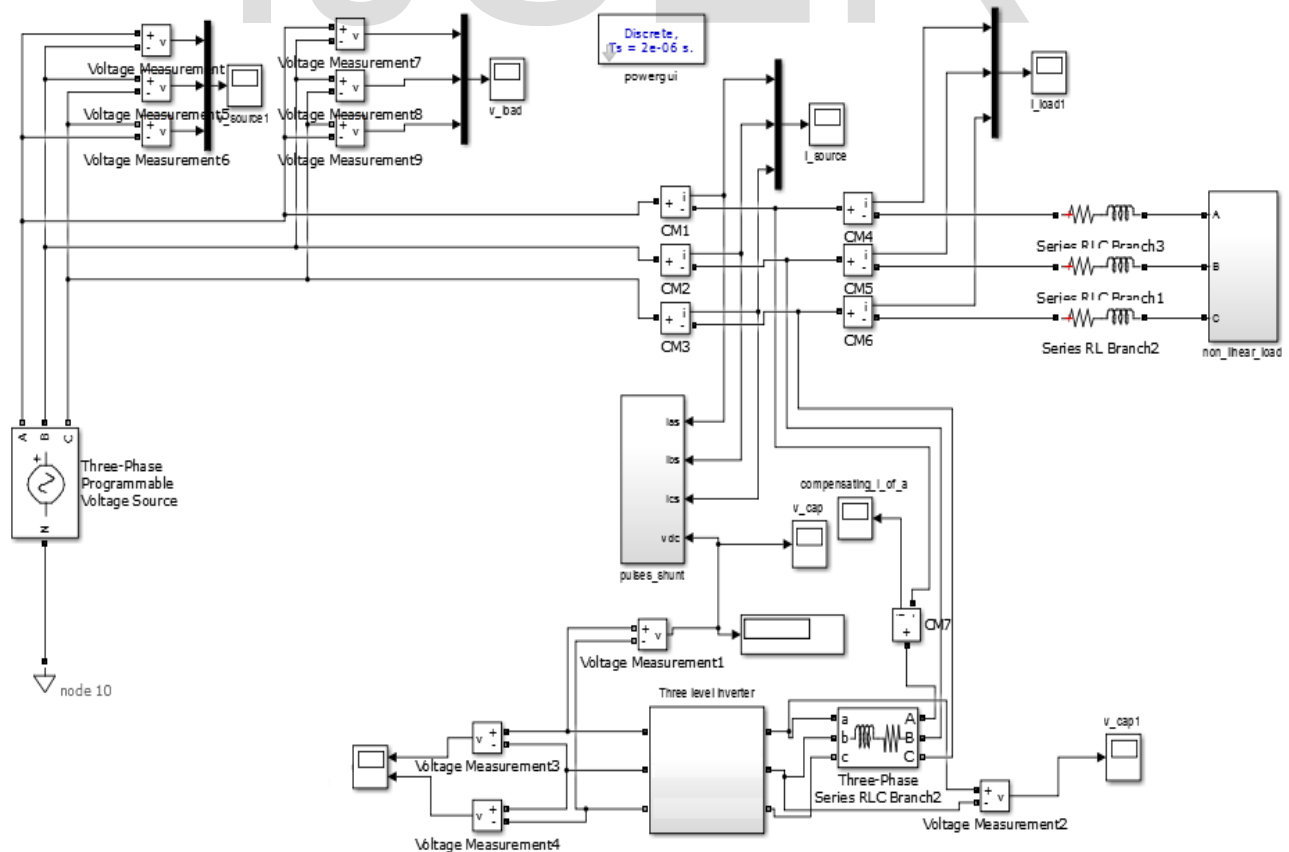 Discrete,
Ts = 2e-06 s.
powergui
+
-
v
Voltage Measurement
+
-
v
Voltage Measurement5
+
-
v
Voltage Measurement6
v_source1
+
-
v
Voltage Measurement7
+
-
v
Voltage Measurement8
+
-
v
Voltage Measurement9
v_load
I_source
I_load1
+
i
-
CM1
+
i
-
CM2
+
i
-
CM3
+
i
-
CM4
+
i
-
CM5
+
i
-
CM6
Series RLC Branch3
Series RLC Branch1
Series RL Branch2
A
B
C
non_linear_load
A
B
C
+
N
Three-Phase
Programmable
Voltage Source
node 10
Ias
Ibs
Ics
vdc
pulses_shunt
compensating_i_of_a
v_cap
CM7
+
-
v
Voltage Measurement1
Three level Inverter
+
-
v
Voltage Measurement3
+
-
v
Voltage Measurement4
a
b
c
A
B
C
Three-Phase
Series RLC Branch2
+
-
v
Voltage Measurement2
v_cap1